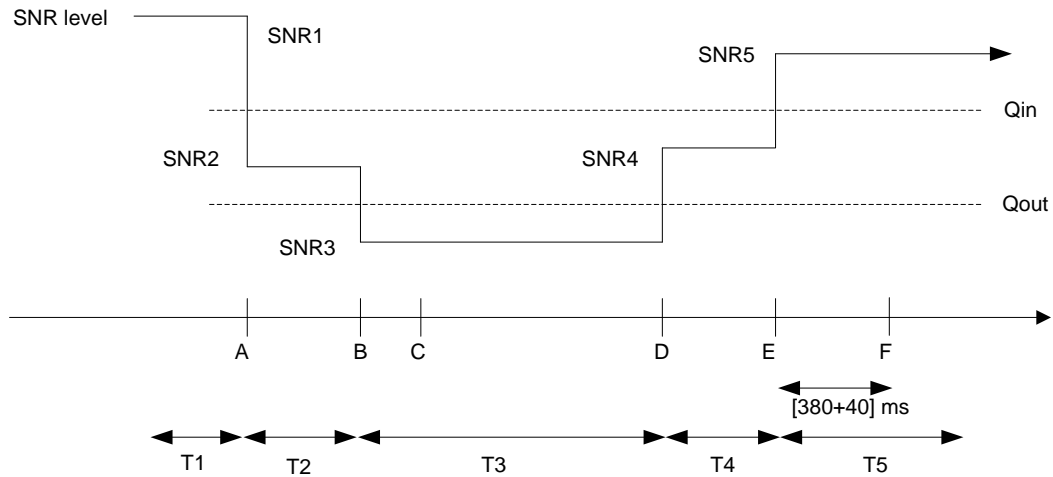 SNR level
SNR1
SNR5
Qin
SNR2
SNR4
Qout
SNR3
A
B
C
D
E
F
[380+40] ms
T1
T2
T3
T4
T5